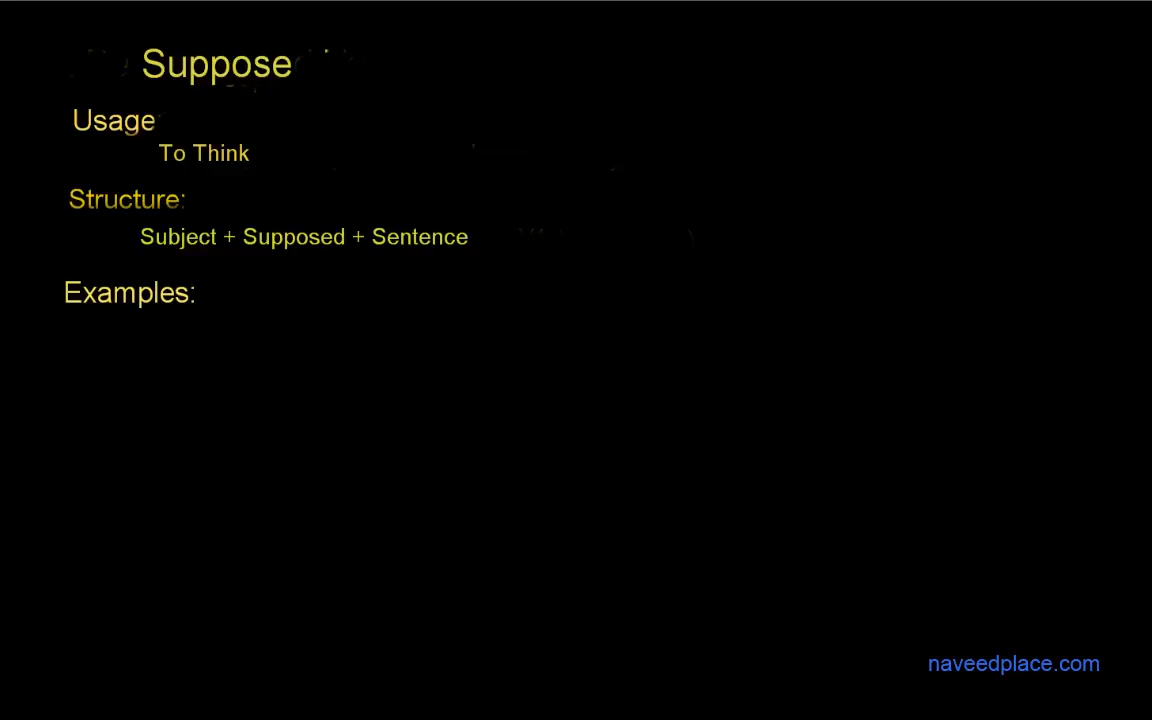 Suppose
Usage:
To Think
Structure:
Subject + Supposed + Sentence
Examples:
naveedplace.com